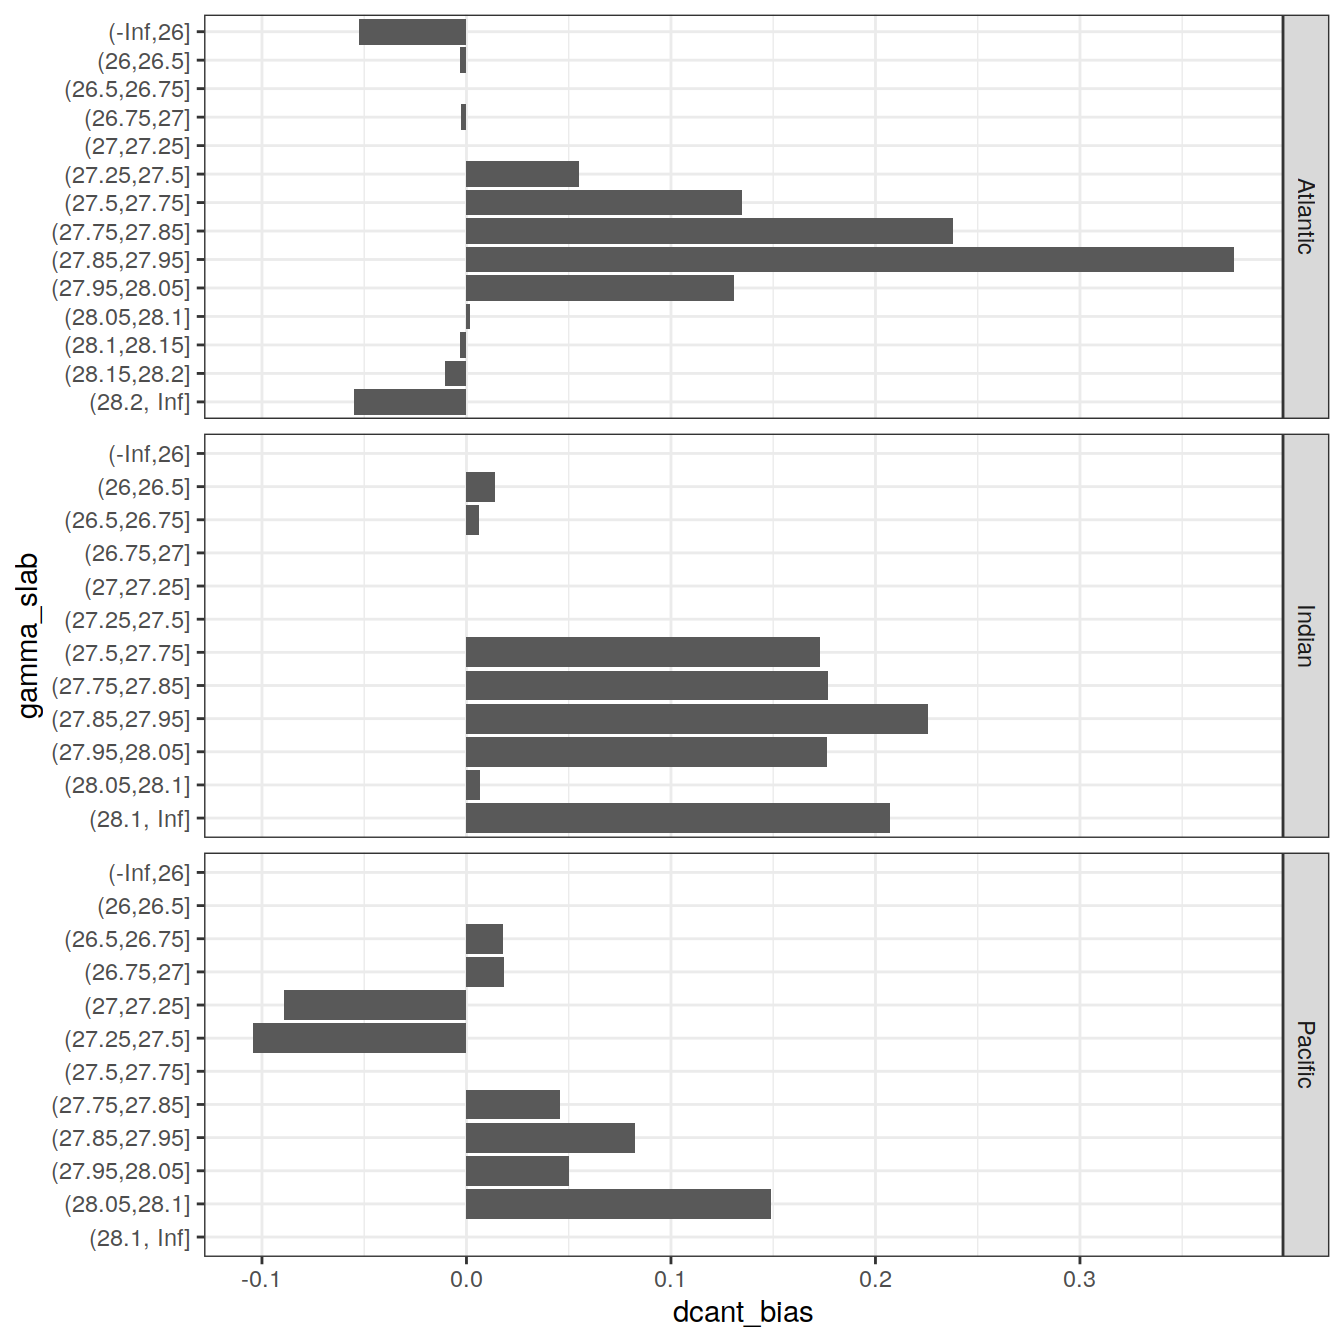 (-Inf,26]
(26,26.5]
(26.5,26.75]
(26.75,27]
(27,27.25]
(27.25,27.5]
(27.5,27.75]
(27.75,27.85]
(27.85,27.95]
(27.95,28.05]
(28.05,28.1]
(28.1,28.15]
(28.15,28.2]
(28.2, Inf]
Atlantic
(-Inf,26]
(26,26.5]
(26.5,26.75]
(26.75,27]
(27,27.25]
(27.25,27.5]
(27.5,27.75]
(27.75,27.85]
(27.85,27.95]
(27.95,28.05]
(28.05,28.1]
(28.1, Inf]
Indian
gamma_slab
(-Inf,26]
(26,26.5]
(26.5,26.75]
(26.75,27]
(27,27.25]
(27.25,27.5]
(27.5,27.75]
(27.75,27.85]
(27.85,27.95]
(27.95,28.05]
(28.05,28.1]
(28.1, Inf]
Pacific
-0.1 0.0 0.1 0.2 0.3
dcant_bias